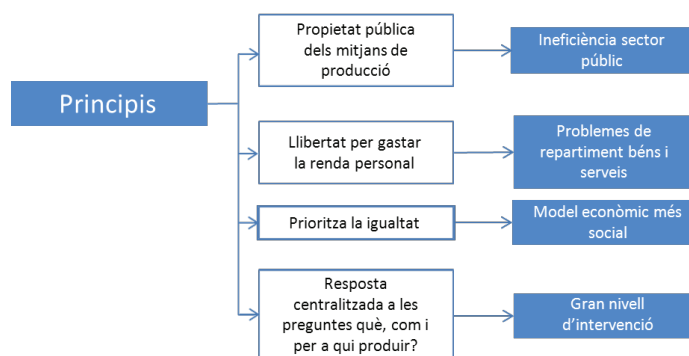 Principis
Propietat pública
dels mitjans de
producció
Ineficiència sector
públic
Llibertat per gastar
la renda personal
Problemes de
repartiment béns i
serveis
Prioritza la igualtat
Model econòmic més
social
Resposta
centralitzada a les
preguntes què, com i
per a qui produir?
Gran nivell
d’intervenció